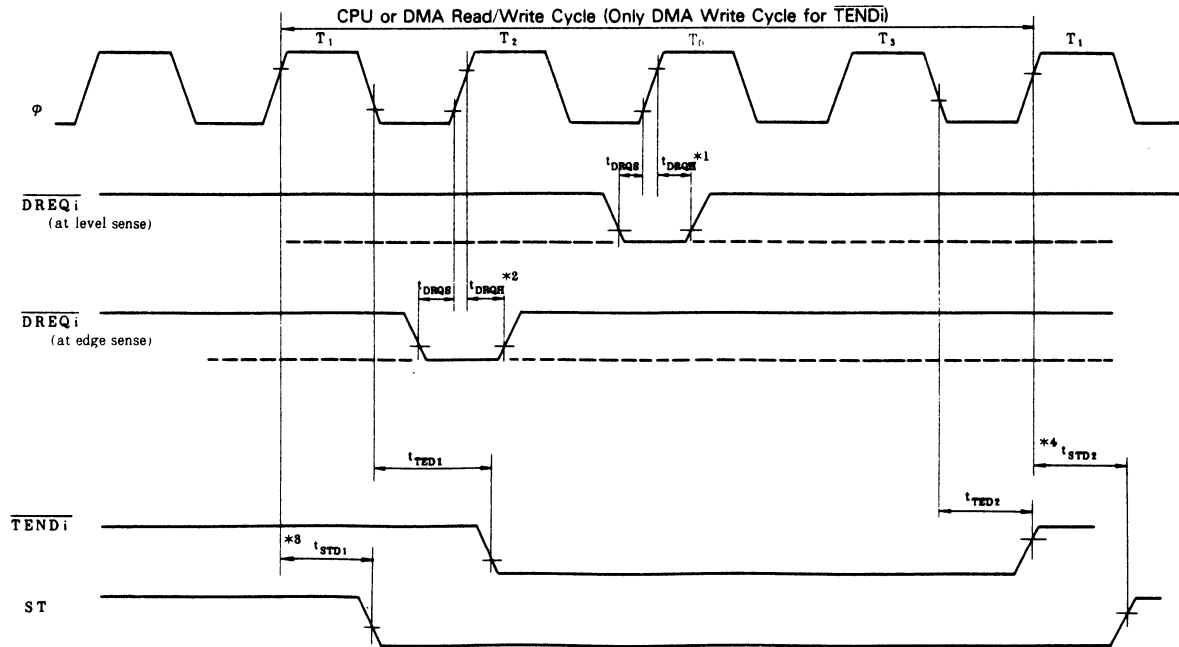 CPU or DMA Read/Write Cycle (Only DMA Write Cycle for TENDi)
T1 T2 T3 T1
φ
tDRQS tDRQH *1
DREQi
(at level sense)
tDRQS tDRQH *2
DREQi
(at edge sense)
*4 tSTD2
tTED1
tTED2
TENDi
*3 tSTD1
ST